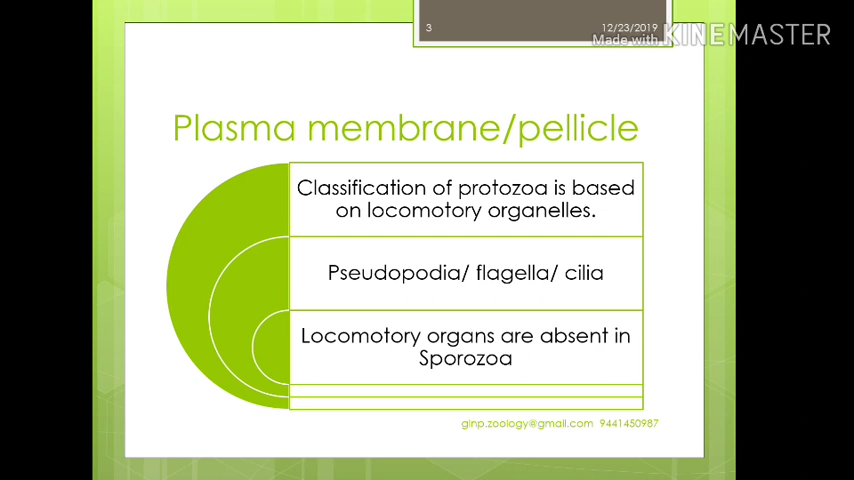 3
12/23/2019
Made with KINEMASTER
Plasma membrane/pellicle
Classification of protozoa is based
on locomotory organelles.
Pseudopodia/ flagella/ cilia
Locomotory organs are absent in
Sporozoa
glnp.zoology@gmail.com 9441450987